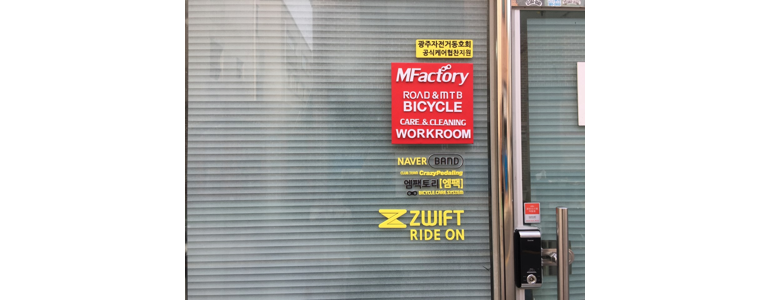 광주자전거동호회
공식케어협찬지원
MFactory
ROAD & MTB
BICYCLE
CARE & CLEANING
WORKROOM
NAVER BAND
CrazyPedaling
엠팩토리[엠팩]
BICYCLE CARE SYSTEM
ZWIFT
RIDE ON